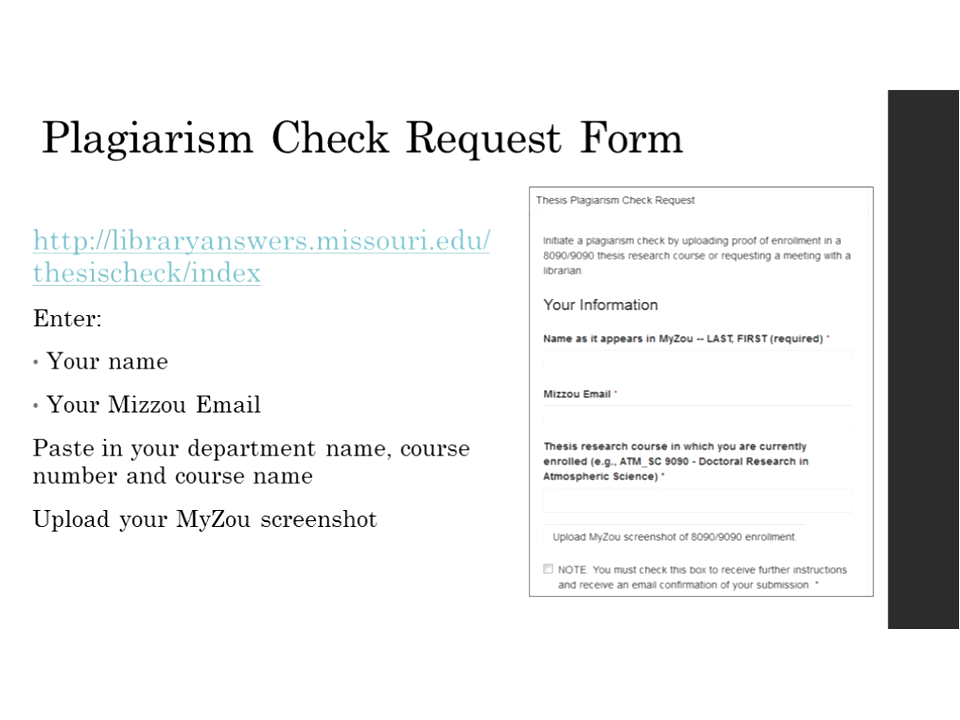 Plagiarism Check Request Form
http://libraryanswers.missouri.edu/
thesischeck/index
Enter:
• Your name
• Your Mizzou Email
Paste in your department name, course
number and course name
Upload your MyZou screenshot
Thesis Plagiarism Check Request
Initiate a plagiarism check by uploading proof of enrollment in a
8090/9090 thesis research course or requesting a meeting with a
librarian.
Your Information
Name as it appears in MyZou -- LAST, FIRST (required) *
Mizzou Email *
Thesis research course in which you are currently
enrolled (e.g., ATM_SC 9090 - Doctoral Research in
Atmospheric Science) *
Upload MyZou screenshot of 8090/9090 enrollment
NOTE: You must check this box to receive further instructions
and receive an email confirmation of your submission. *